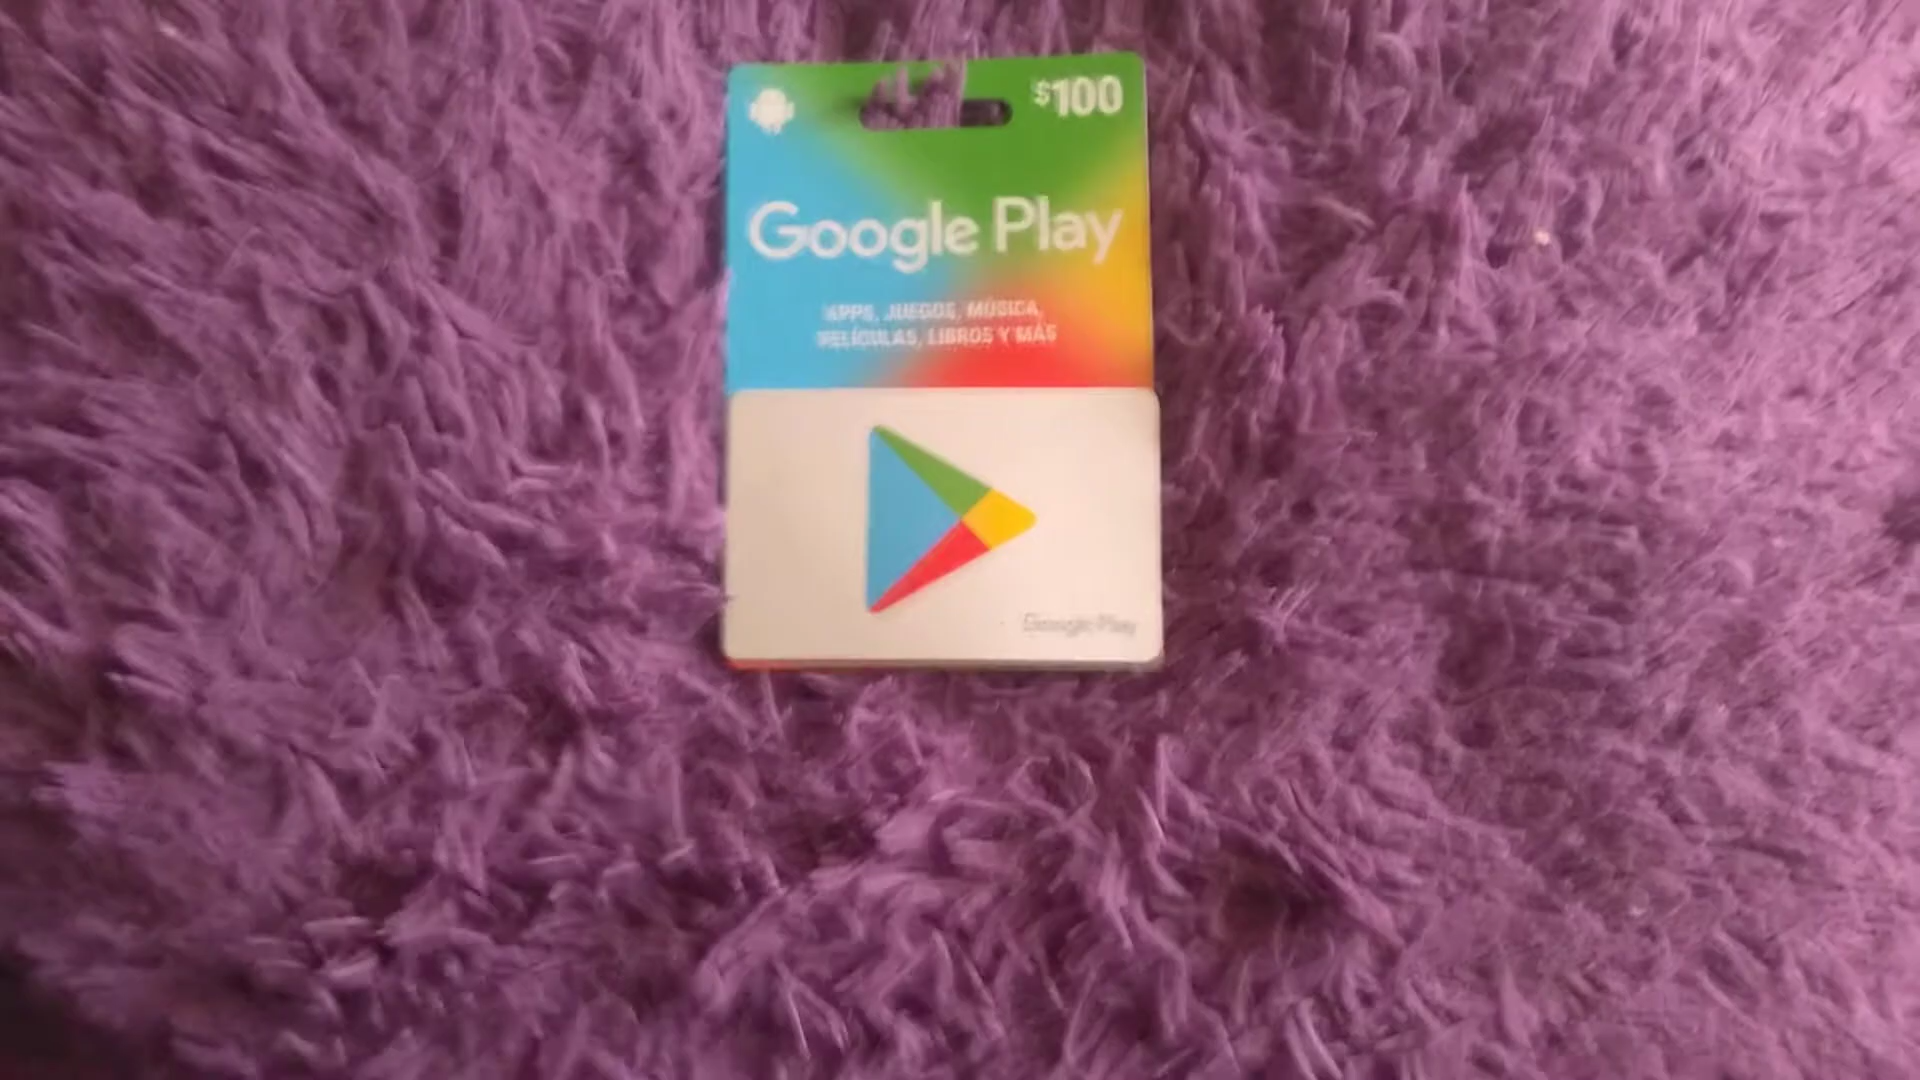 $100
Google Play
APPS, JUEGOS, MÚSICA,
PELÍCULAS, LIBROS Y MÁS
Google Play